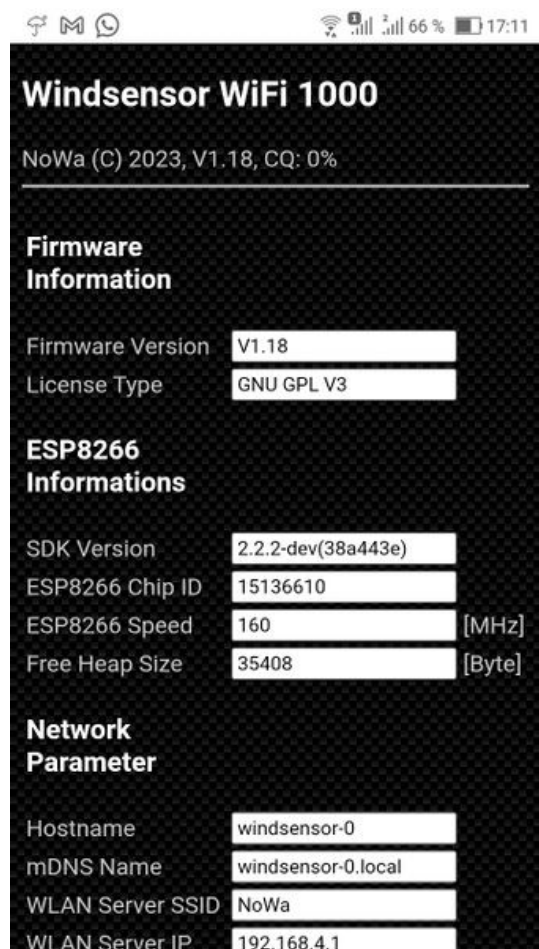 66 % 17:11
Windsensor WiFi 1000
NoWa (C) 2023, V1.18, CQ: 0%
Firmware
Information
Firmware Version V1.18
License Type GNU GPL V3
ESP8266
Informations
SDK Version 2.2.2-dev(38a443e)
ESP8266 Chip ID 15136610
ESP8266 Speed 160 [MHz]
Free Heap Size 35408 [Byte]
Network
Parameter
Hostname windsensor-0
mDNS Name windsensor-0.local
WLAN Server SSID NoWa
WLAN Server IP 192.168.4.1